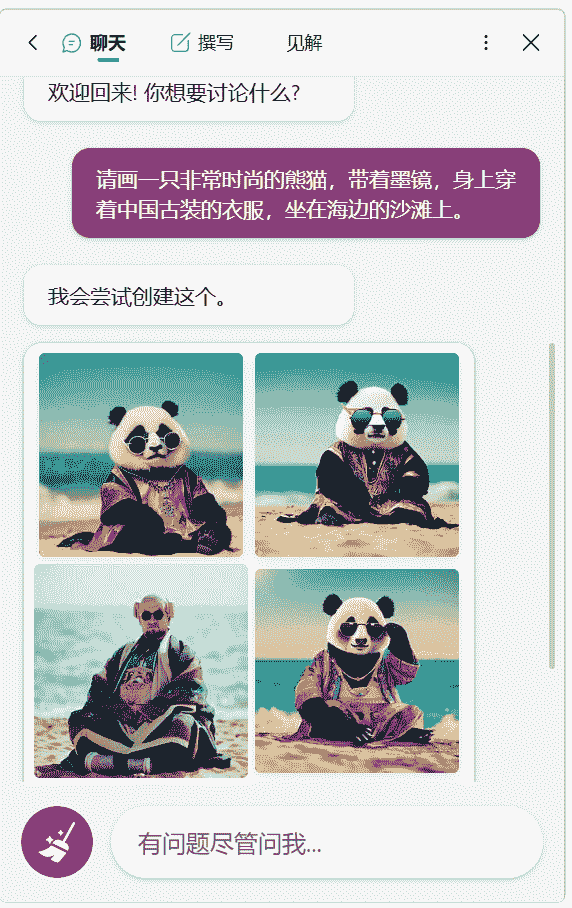 聊天 撰写 见解
欢迎回来! 你想要讨论什么?
请画一只非常时尚的熊猫，带着墨镜，身上穿
着中国古装的衣服，坐在海边的沙滩上。
我会尝试创建这个。
有问题尽管问我...